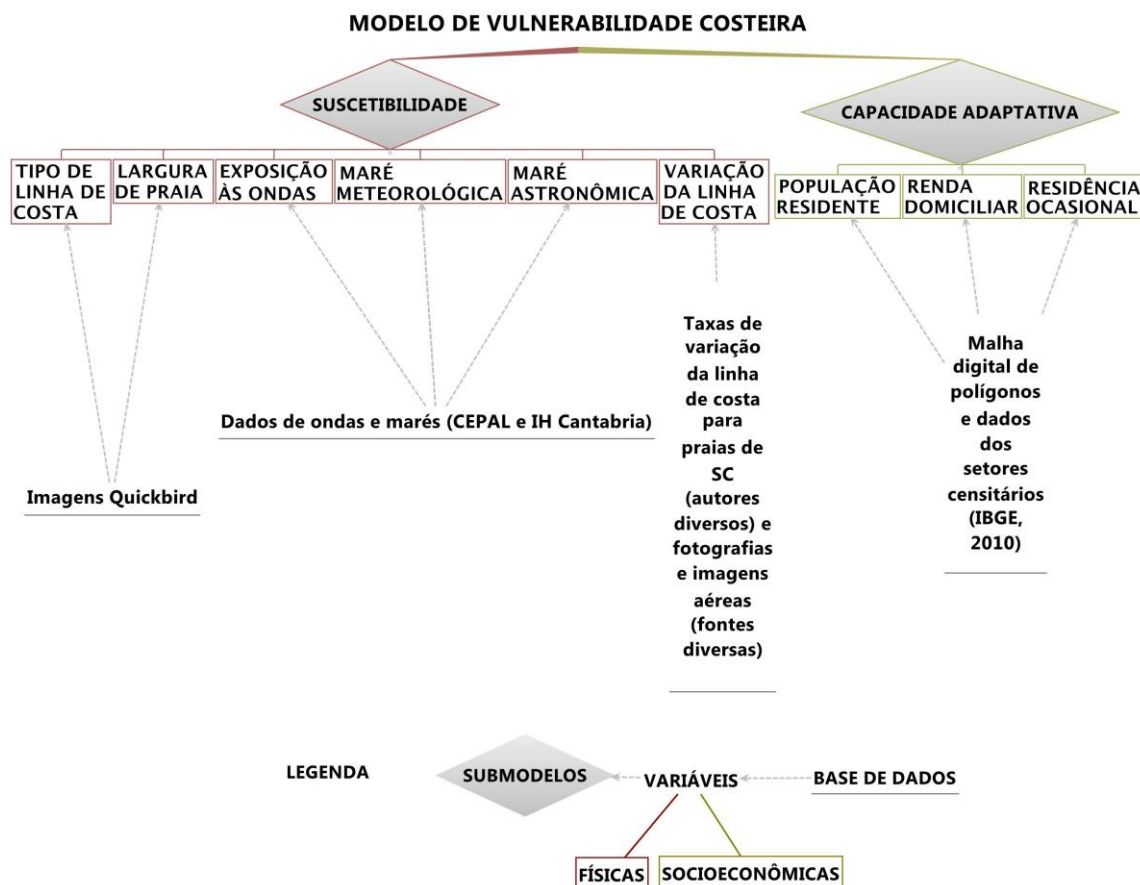 MODELO DE VULNERABILIDADE COSTEIRA
SUSCETIBILIDADE
CAPACIDADE ADAPTATIVA
TIPO DE
LINHA DE
COSTA
LARGURA
DE PRAIA
EXPOSIÇÃO
ÀS ONDAS
MARÉ
METEOROLÓGICA
MARÉ
ASTRONÔMICA
VARIAÇÃO
DA LINHA
DE COSTA
POPULAÇÃO
RESIDENTE
RENDA
DOMICILIAR
RESIDÊNCIA
OCASIONAL
Imagens Quickbird
Dados de ondas e marés (CEPAL e IH Cantabria)
Taxas de
variação
da linha
de costa
para
praias de
SC
(autores
diversos) e
fotografias
e imagens
aéreas
(fontes
diversas)
Malha
digital de
polígonos
e dados
dos
setores
censitários
(IBGE,
2010)
LEGENDA
SUBMODELOS
VARIÁVEIS
BASE DE DADOS
FÍSICAS
SOCIOECONÔMICAS